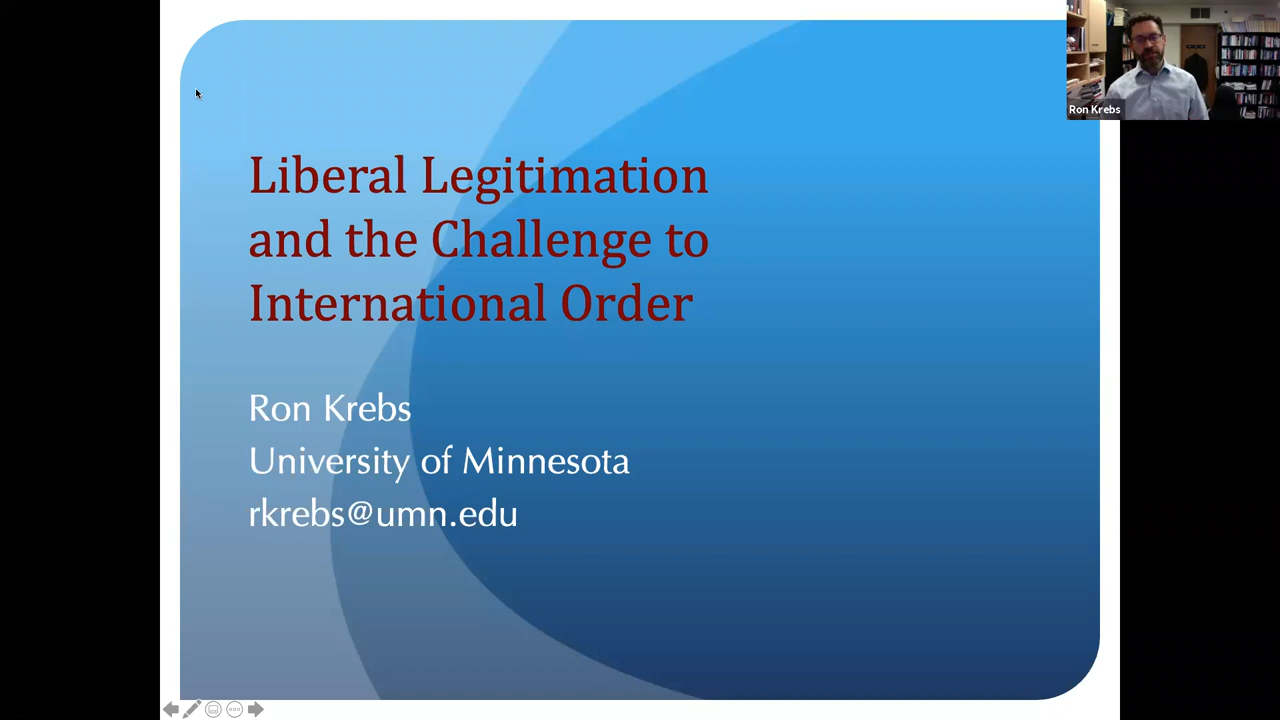 Liberal Legitimation
and the Challenge to
International Order
Ron Krebs
University of Minnesota
rkrebs@umn.edu
Ron Krebs